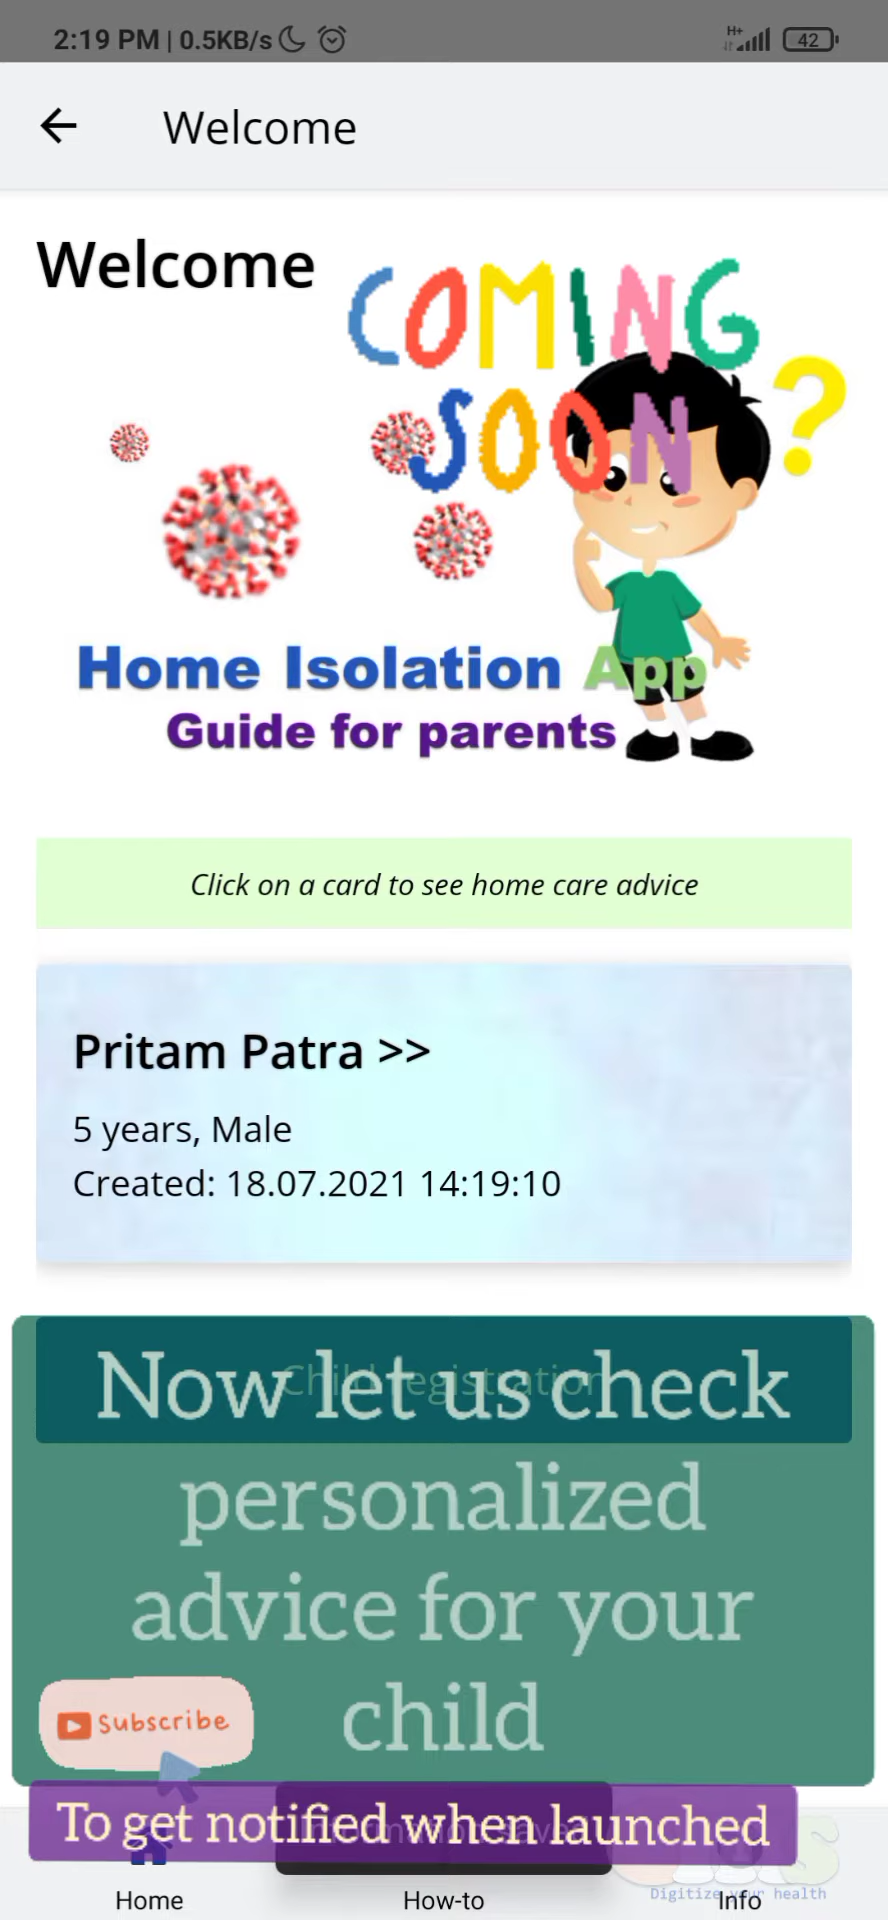 2:19 PM | 0.5KB/s
H+
42
Welcome
Welcome
COMING
SOON ?
Home Isolation App
Guide for parents
Click on a card to see home care advice
Pritam Patra >>
5 years, Male
Created: 18.07.2021 14:19:10
Child registration
Now let us check
personalized
advice for your
child
Subscribe
To get notified when launched
Digitize your health
Home
How-to
Info